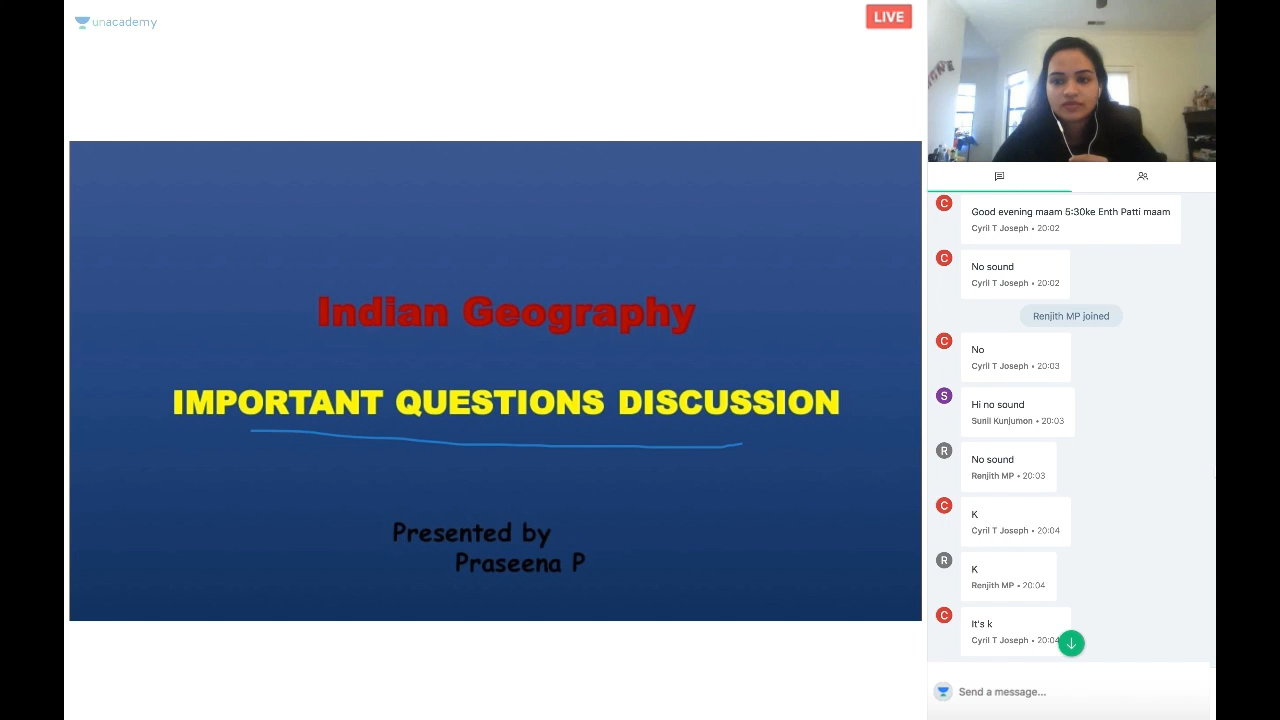 unacademy
LIVE
Indian Geography
IMPORTANT QUESTIONS DISCUSSION
Presented by
Praseena P
C
Good evening maam 5:30ke Enth Patti maam
Cyril T Joseph • 20:02
C
No sound
Cyril T Joseph • 20:02
Renjith MP joined
C
No
Cyril T Joseph • 20:03
S
Hi no sound
Sunil Kunjumon • 20:03
R
No sound
Renjith MP • 20:03
C
K
Cyril T Joseph • 20:04
R
K
Renjith MP • 20:04
C
It's k
Cyril T Joseph • 20:04
Send a message...